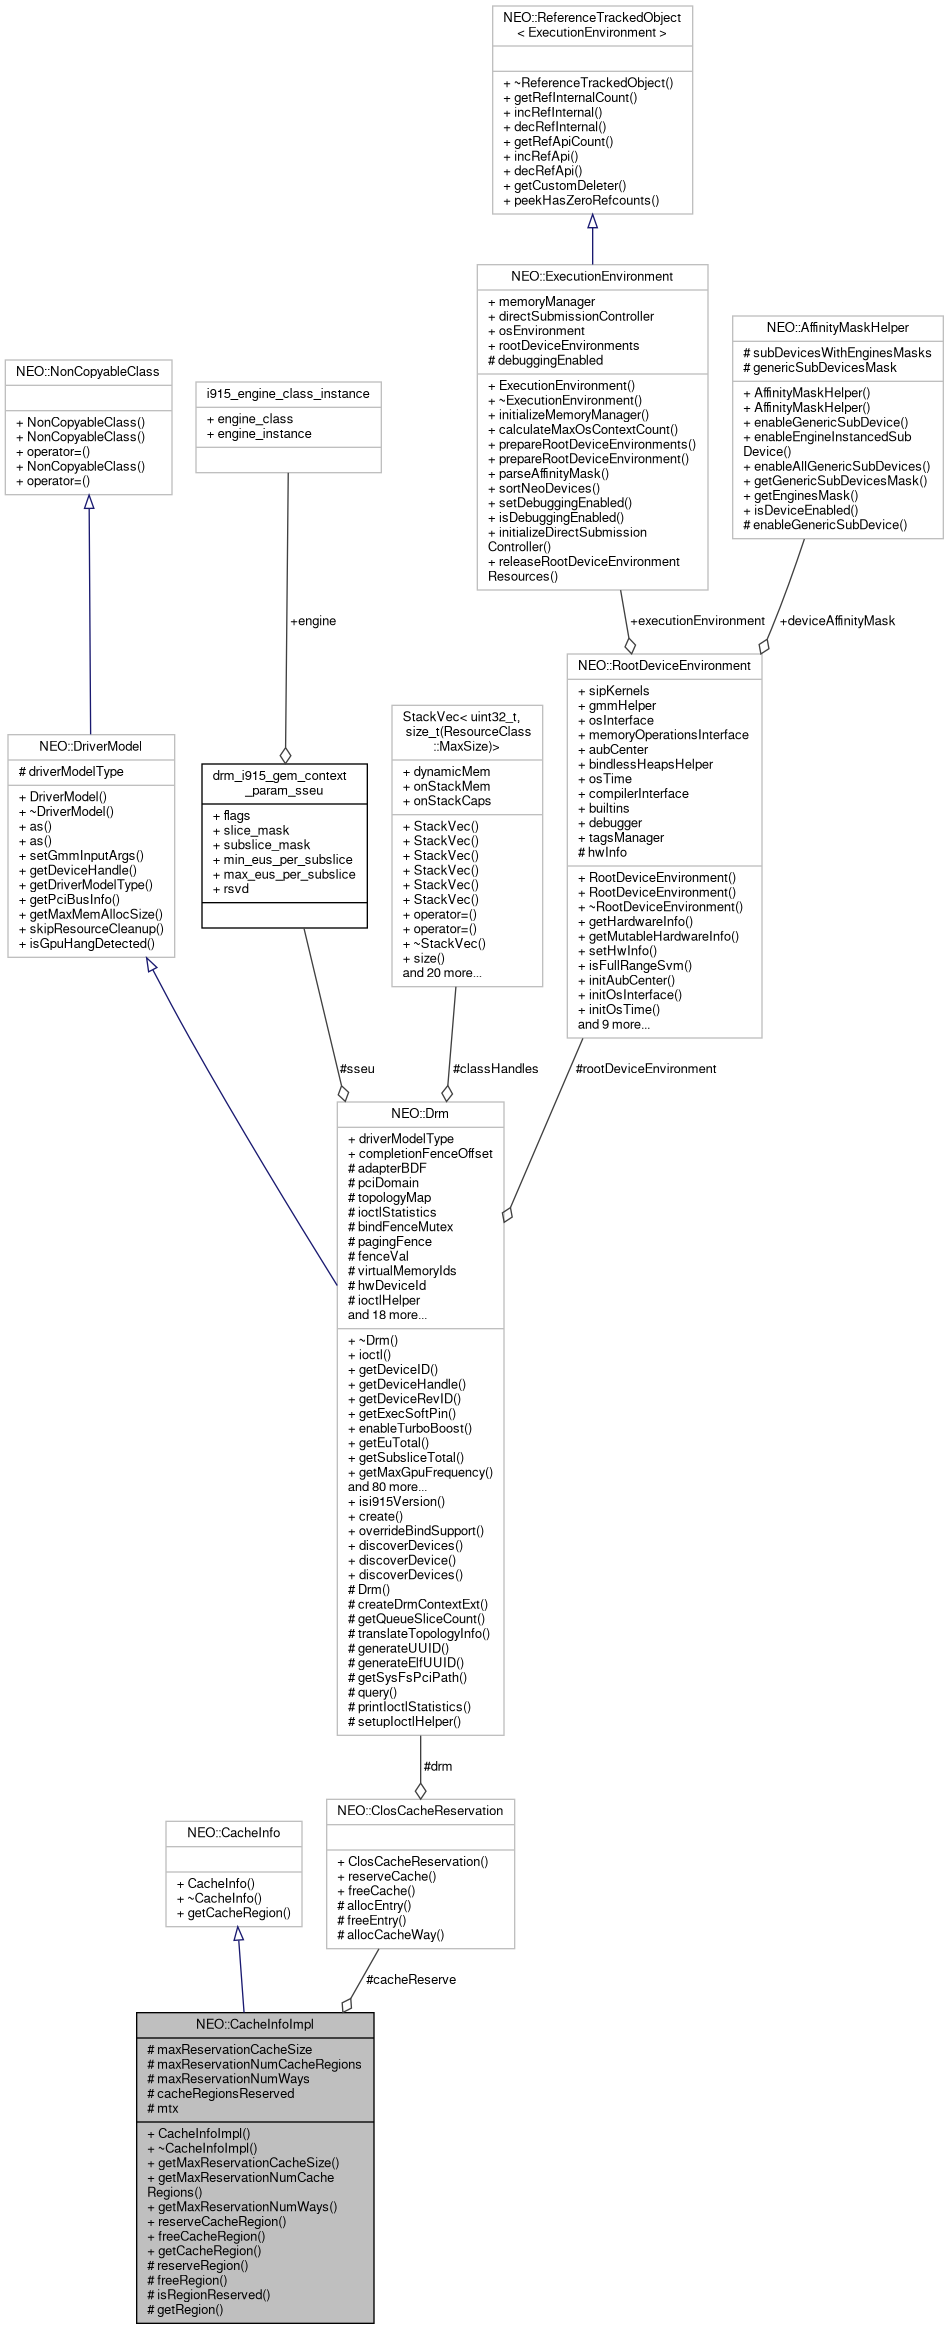 NEO::ReferenceTrackedObject
< ExecutionEnvironment >
+ ~ReferenceTrackedObject()
+ getRefInternalCount()
+ incRefInternal()
+ decRefInternal()
+ getRefApiCount()
+ incRefApi()
+ decRefApi()
+ getCustomDeleter()
+ peekHasZeroRefcounts()
NEO::ExecutionEnvironment
+ memoryManager
+ directSubmissionController
+ osEnvironment
+ rootDeviceEnvironments
# debuggingEnabled
+ ExecutionEnvironment()
+ ~ExecutionEnvironment()
+ initializeMemoryManager()
+ calculateMaxOsContextCount()
+ prepareRootDeviceEnvironments()
+ prepareRootDeviceEnvironment()
+ parseAffinityMask()
+ sortNeoDevices()
+ setDebuggingEnabled()
+ isDebuggingEnabled()
+ initializeDirectSubmission
Controller()
+ releaseRootDeviceEnvironment
Resources()
NEO::AffinityMaskHelper
# subDevicesWithEnginesMasks
# genericSubDevicesMask
+ AffinityMaskHelper()
+ AffinityMaskHelper()
+ enableGenericSubDevice()
+ enableEngineInstancedSub
Device()
+ enableAllGenericSubDevices()
+ getGenericSubDevicesMask()
+ getEnginesMask()
+ isDeviceEnabled()
# enableGenericSubDevice()
NEO::NonCopyableClass
+ NonCopyableClass()
+ NonCopyableClass()
+ operator=()
+ NonCopyableClass()
+ operator=()
i915_engine_class_instance
+ engine_class
+ engine_instance
+engine
+executionEnvironment
+deviceAffinityMask
NEO::RootDeviceEnvironment
+ sipKernels
+ gmmHelper
+ osInterface
+ memoryOperationsInterface
+ aubCenter
+ bindlessHeapsHelper
+ osTime
+ compilerInterface
+ builtins
+ debugger
+ tagsManager
# hwInfo
+ RootDeviceEnvironment()
+ RootDeviceEnvironment()
+ ~RootDeviceEnvironment()
+ getHardwareInfo()
+ getMutableHardwareInfo()
+ setHwInfo()
+ isFullRangeSvm()
+ initAubCenter()
+ initOsInterface()
+ initOsTime()
and 9 more...
NEO::DriverModel
# driverModelType
+ DriverModel()
+ ~DriverModel()
+ as()
+ as()
+ setGmmInputArgs()
+ getDeviceHandle()
+ getDriverModelType()
+ getPciBusInfo()
+ getMaxMemAllocSize()
+ skipResourceCleanup()
+ isGpuHangDetected()
drm_i915_gem_context
_param_sseu
+ flags
+ slice_mask
+ subslice_mask
+ min_eus_per_subslice
+ max_eus_per_subslice
+ rsvd
StackVec< uint32_t,
size_t(ResourceClass
::MaxSize)>
+ dynamicMem
+ onStackMem
+ onStackCaps
+ StackVec()
+ StackVec()
+ StackVec()
+ StackVec()
+ StackVec()
+ StackVec()
+ operator=()
+ operator=()
+ ~StackVec()
+ size()
and 20 more...
#sseu
#classHandles
#rootDeviceEnvironment
NEO::Drm
+ driverModelType
+ completionFenceOffset
# adapterBDF
# pciDomain
# topologyMap
# ioctlStatistics
# bindFenceMutex
# pagingFence
# fenceVal
# virtualMemoryIds
# hwDeviceId
# ioctlHelper
and 18 more...
+ ~Drm()
+ ioctl()
+ getDeviceID()
+ getDeviceHandle()
+ getDeviceRevID()
+ getExecSoftPin()
+ enableTurboBoost()
+ getEuTotal()
+ getSubsliceTotal()
+ getMaxGpuFrequency()
and 80 more...
+ isi915Version()
+ create()
+ overrideBindSupport()
+ discoverDevices()
+ discoverDevice()
+ discoverDevices()
# Drm()
# createDrmContextExt()
# getQueueSliceCount()
# translateTopologyInfo()
# generateUUID()
# generateElfUUID()
# getSysFsPciPath()
# query()
# printIoctlStatistics()
# setupIoctlHelper()
#drm
NEO::ClosCacheReservation
+ ClosCacheReservation()
+ reserveCache()
+ freeCache()
# allocEntry()
# freeEntry()
# allocCacheWay()
NEO::CacheInfo
+ CacheInfo()
+ ~CacheInfo()
+ getCacheRegion()
#cacheReserve
NEO::CacheInfoImpl
# maxReservationCacheSize
# maxReservationNumCacheRegions
# maxReservationNumWays
# cacheRegionsReserved
# mtx
+ CacheInfoImpl()
+ ~CacheInfoImpl()
+ getMaxReservationCacheSize()
+ getMaxReservationNumCache
Regions()
+ getMaxReservationNumWays()
+ reserveCacheRegion()
+ freeCacheRegion()
+ getCacheRegion()
# reserveRegion()
# freeRegion()
# isRegionReserved()
# getRegion()